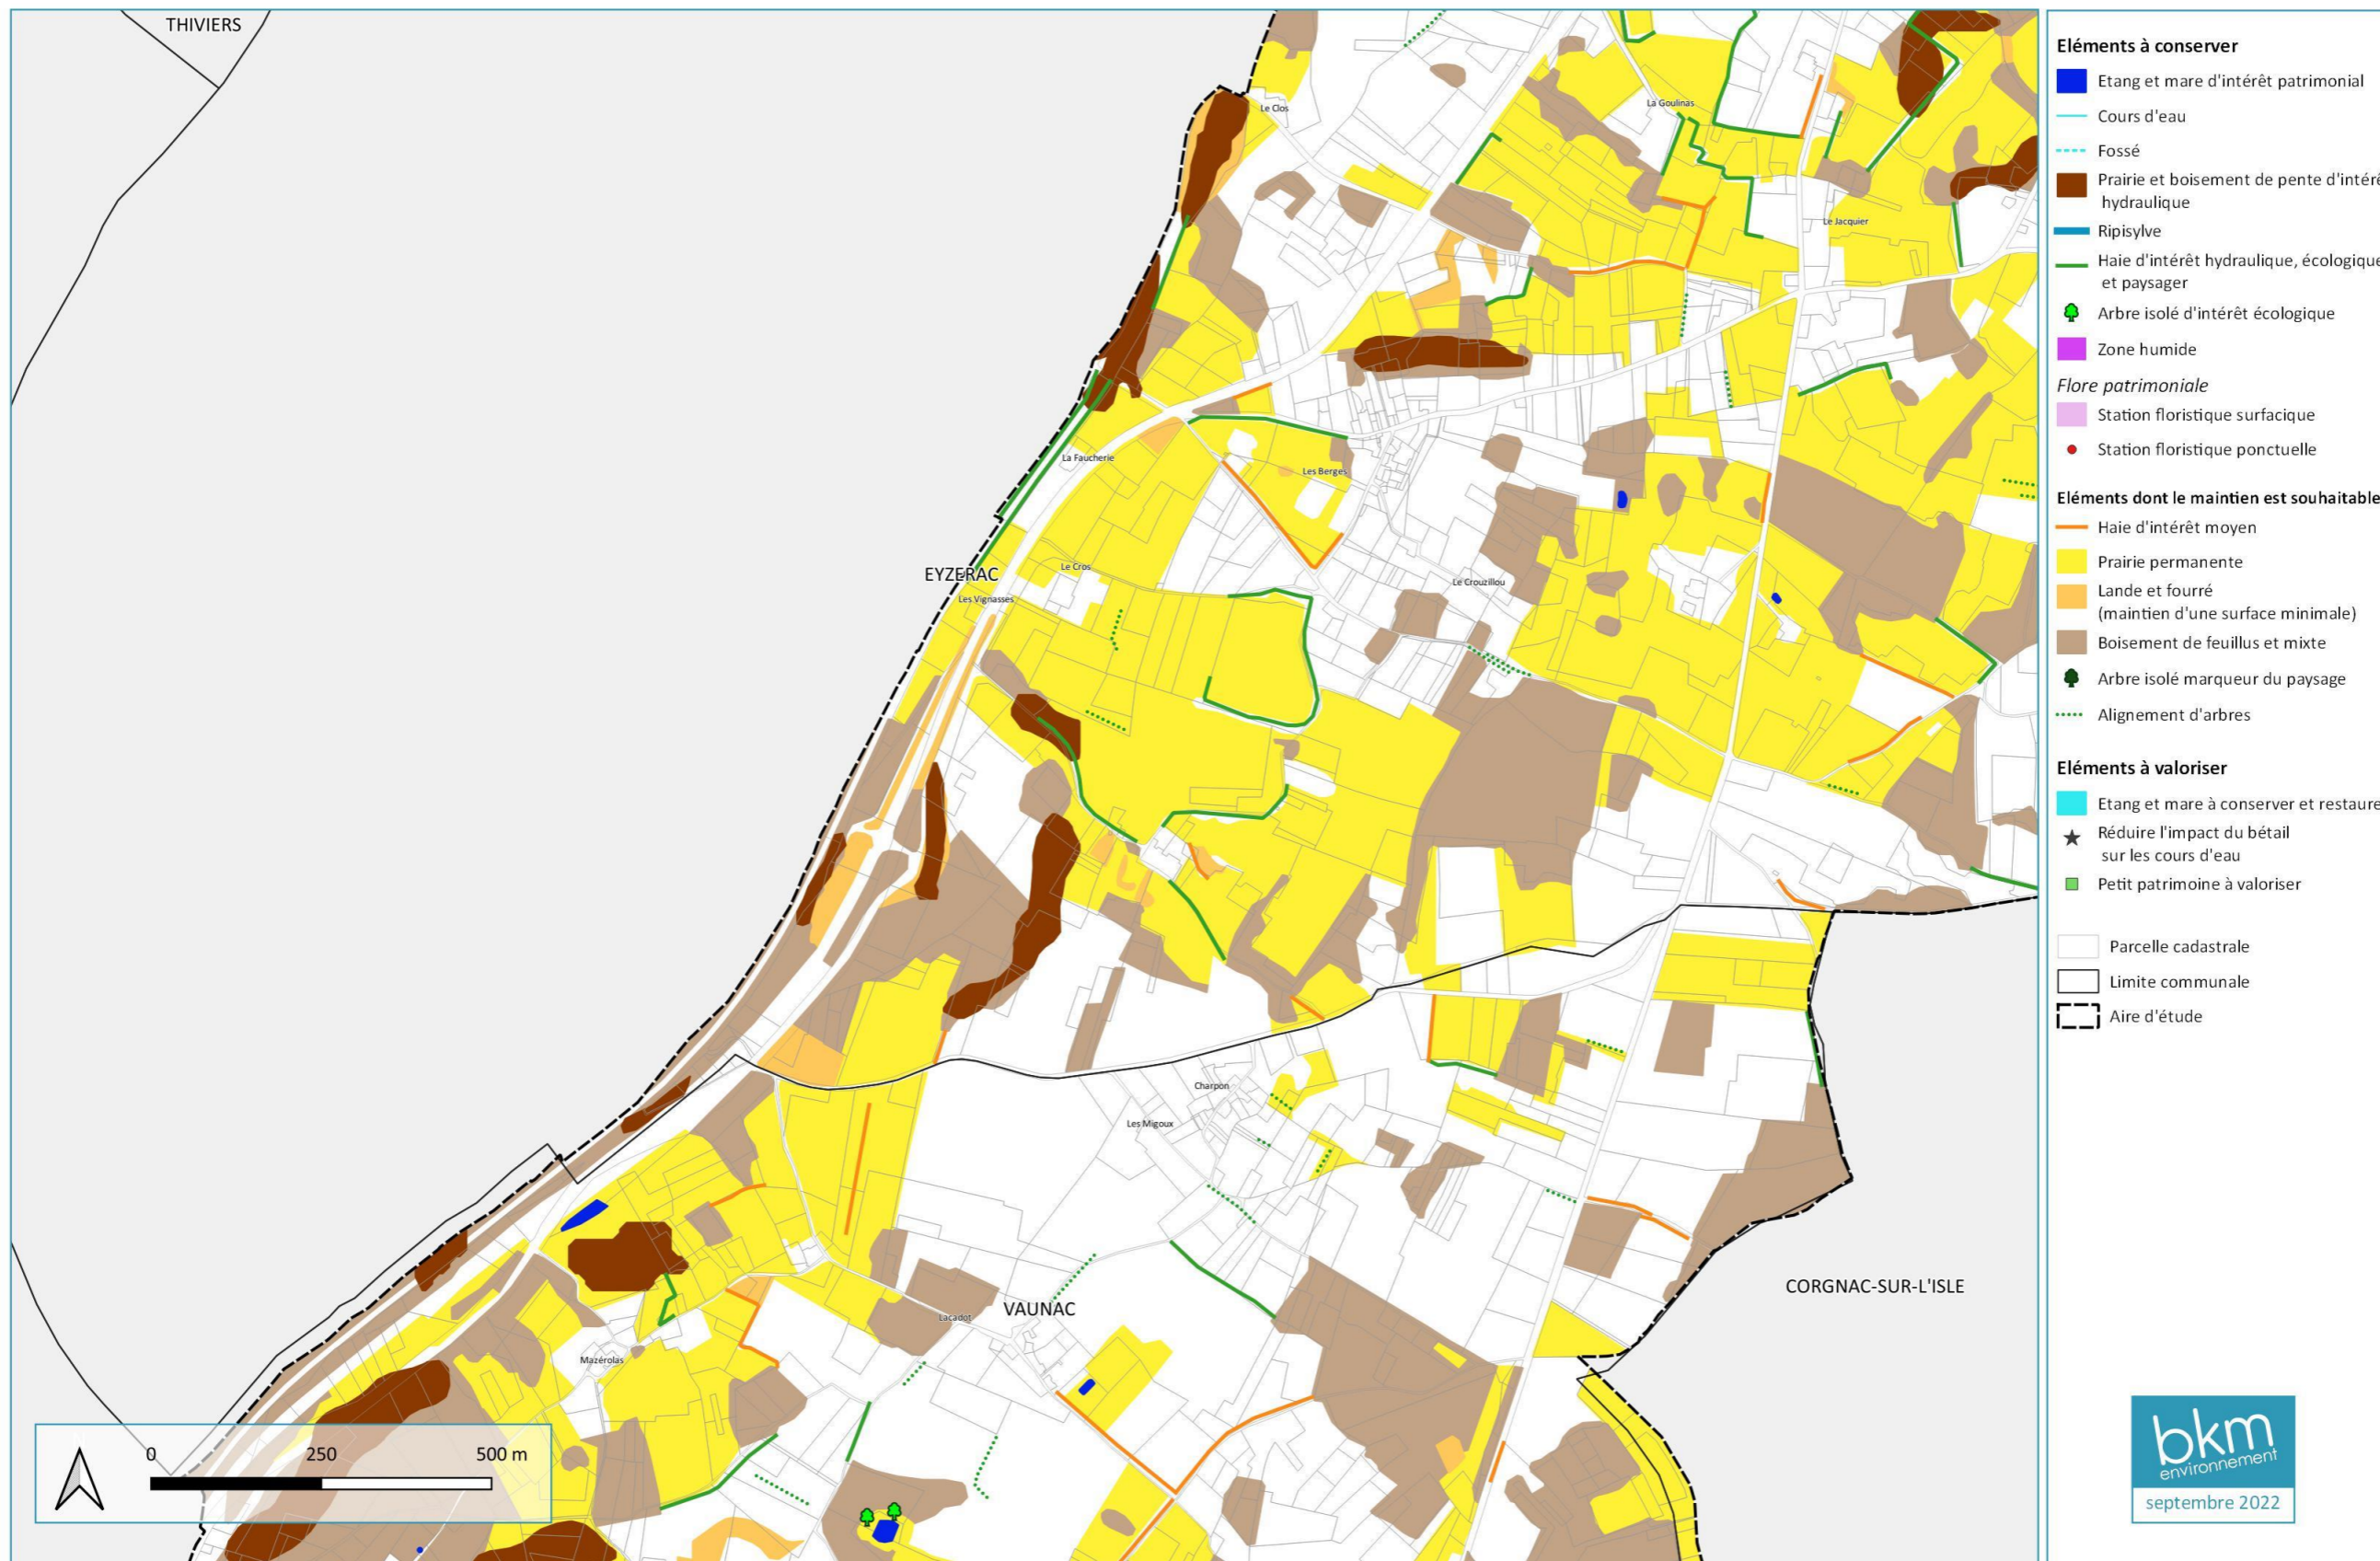 THIVIERS
Le Clos
La Goulinas
Le Jacquier
La Faucherie
Les Berges
EYZERAC
Le Cros
Les Vignasses
Le Crouzillou
Charpon
Les Migoux
CORGNAC-SUR-L'ISLE
VAUNAC
Lacadot
Mazérolas
0 250 500 m
Eléments à conserver
Etang et mare d'intérêt patrimonial
Cours d'eau
Fossé
Prairie et boisement de pente d'intérê
hydraulique
Ripisylve
Haie d'intérêt hydraulique, écologique
et paysager
Arbre isolé d'intérêt écologique
Zone humide
Flore patrimoniale
Station floristique surfacique
Station floristique ponctuelle
Eléments dont le maintien est souhaitable
Haie d'intérêt moyen
Prairie permanente
Lande et fourré
(maintien d'une surface minimale)
Boisement de feuillus et mixte
Arbre isolé marqueur du paysage
Alignement d'arbres
Eléments à valoriser
Etang et mare à conserver et restaure
Réduire l'impact du bétail
sur les cours d'eau
Petit patrimoine à valoriser
Parcelle cadastrale
Limite communale
Aire d'étude
bkm
environnement
septembre 2022